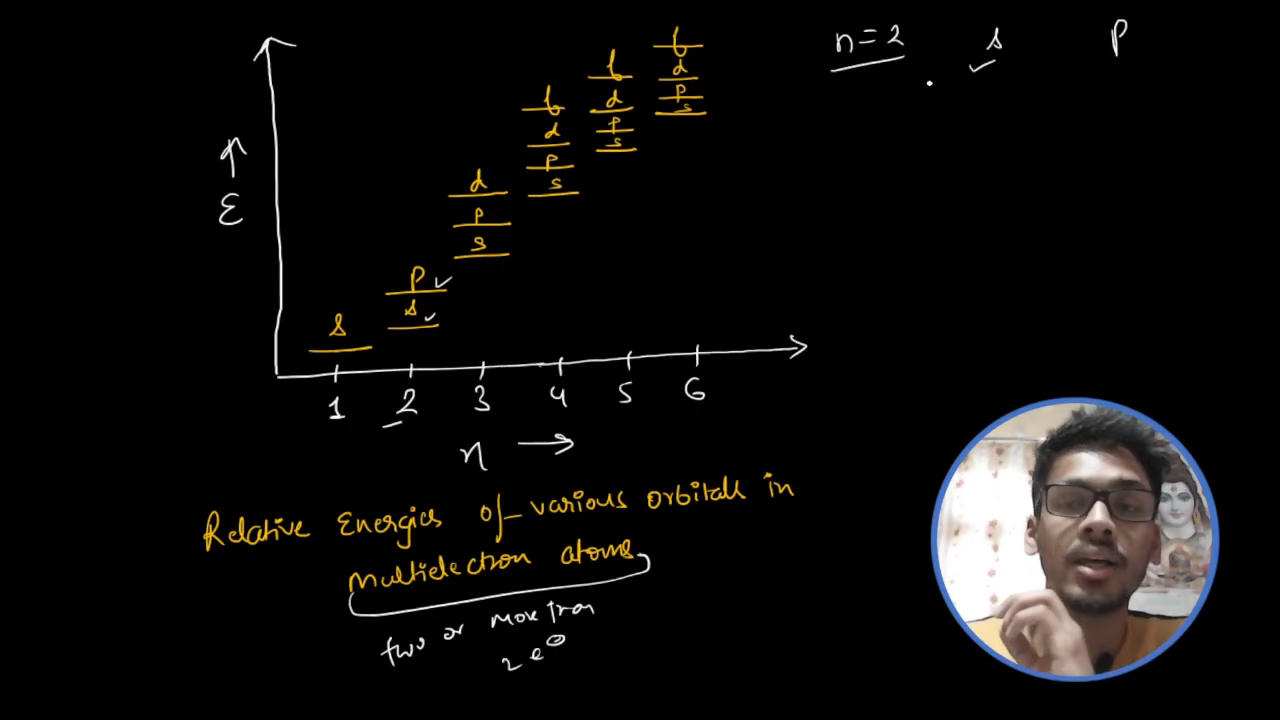 n=2 s p
f
d
p
s
f
d
p
s
f
d
p
s
d
p
s
p
s
s
ε
1 2 3 4 5 6
n
Relative Energies of various orbitals in
multielectron atoms
two or more than
2 e⊖